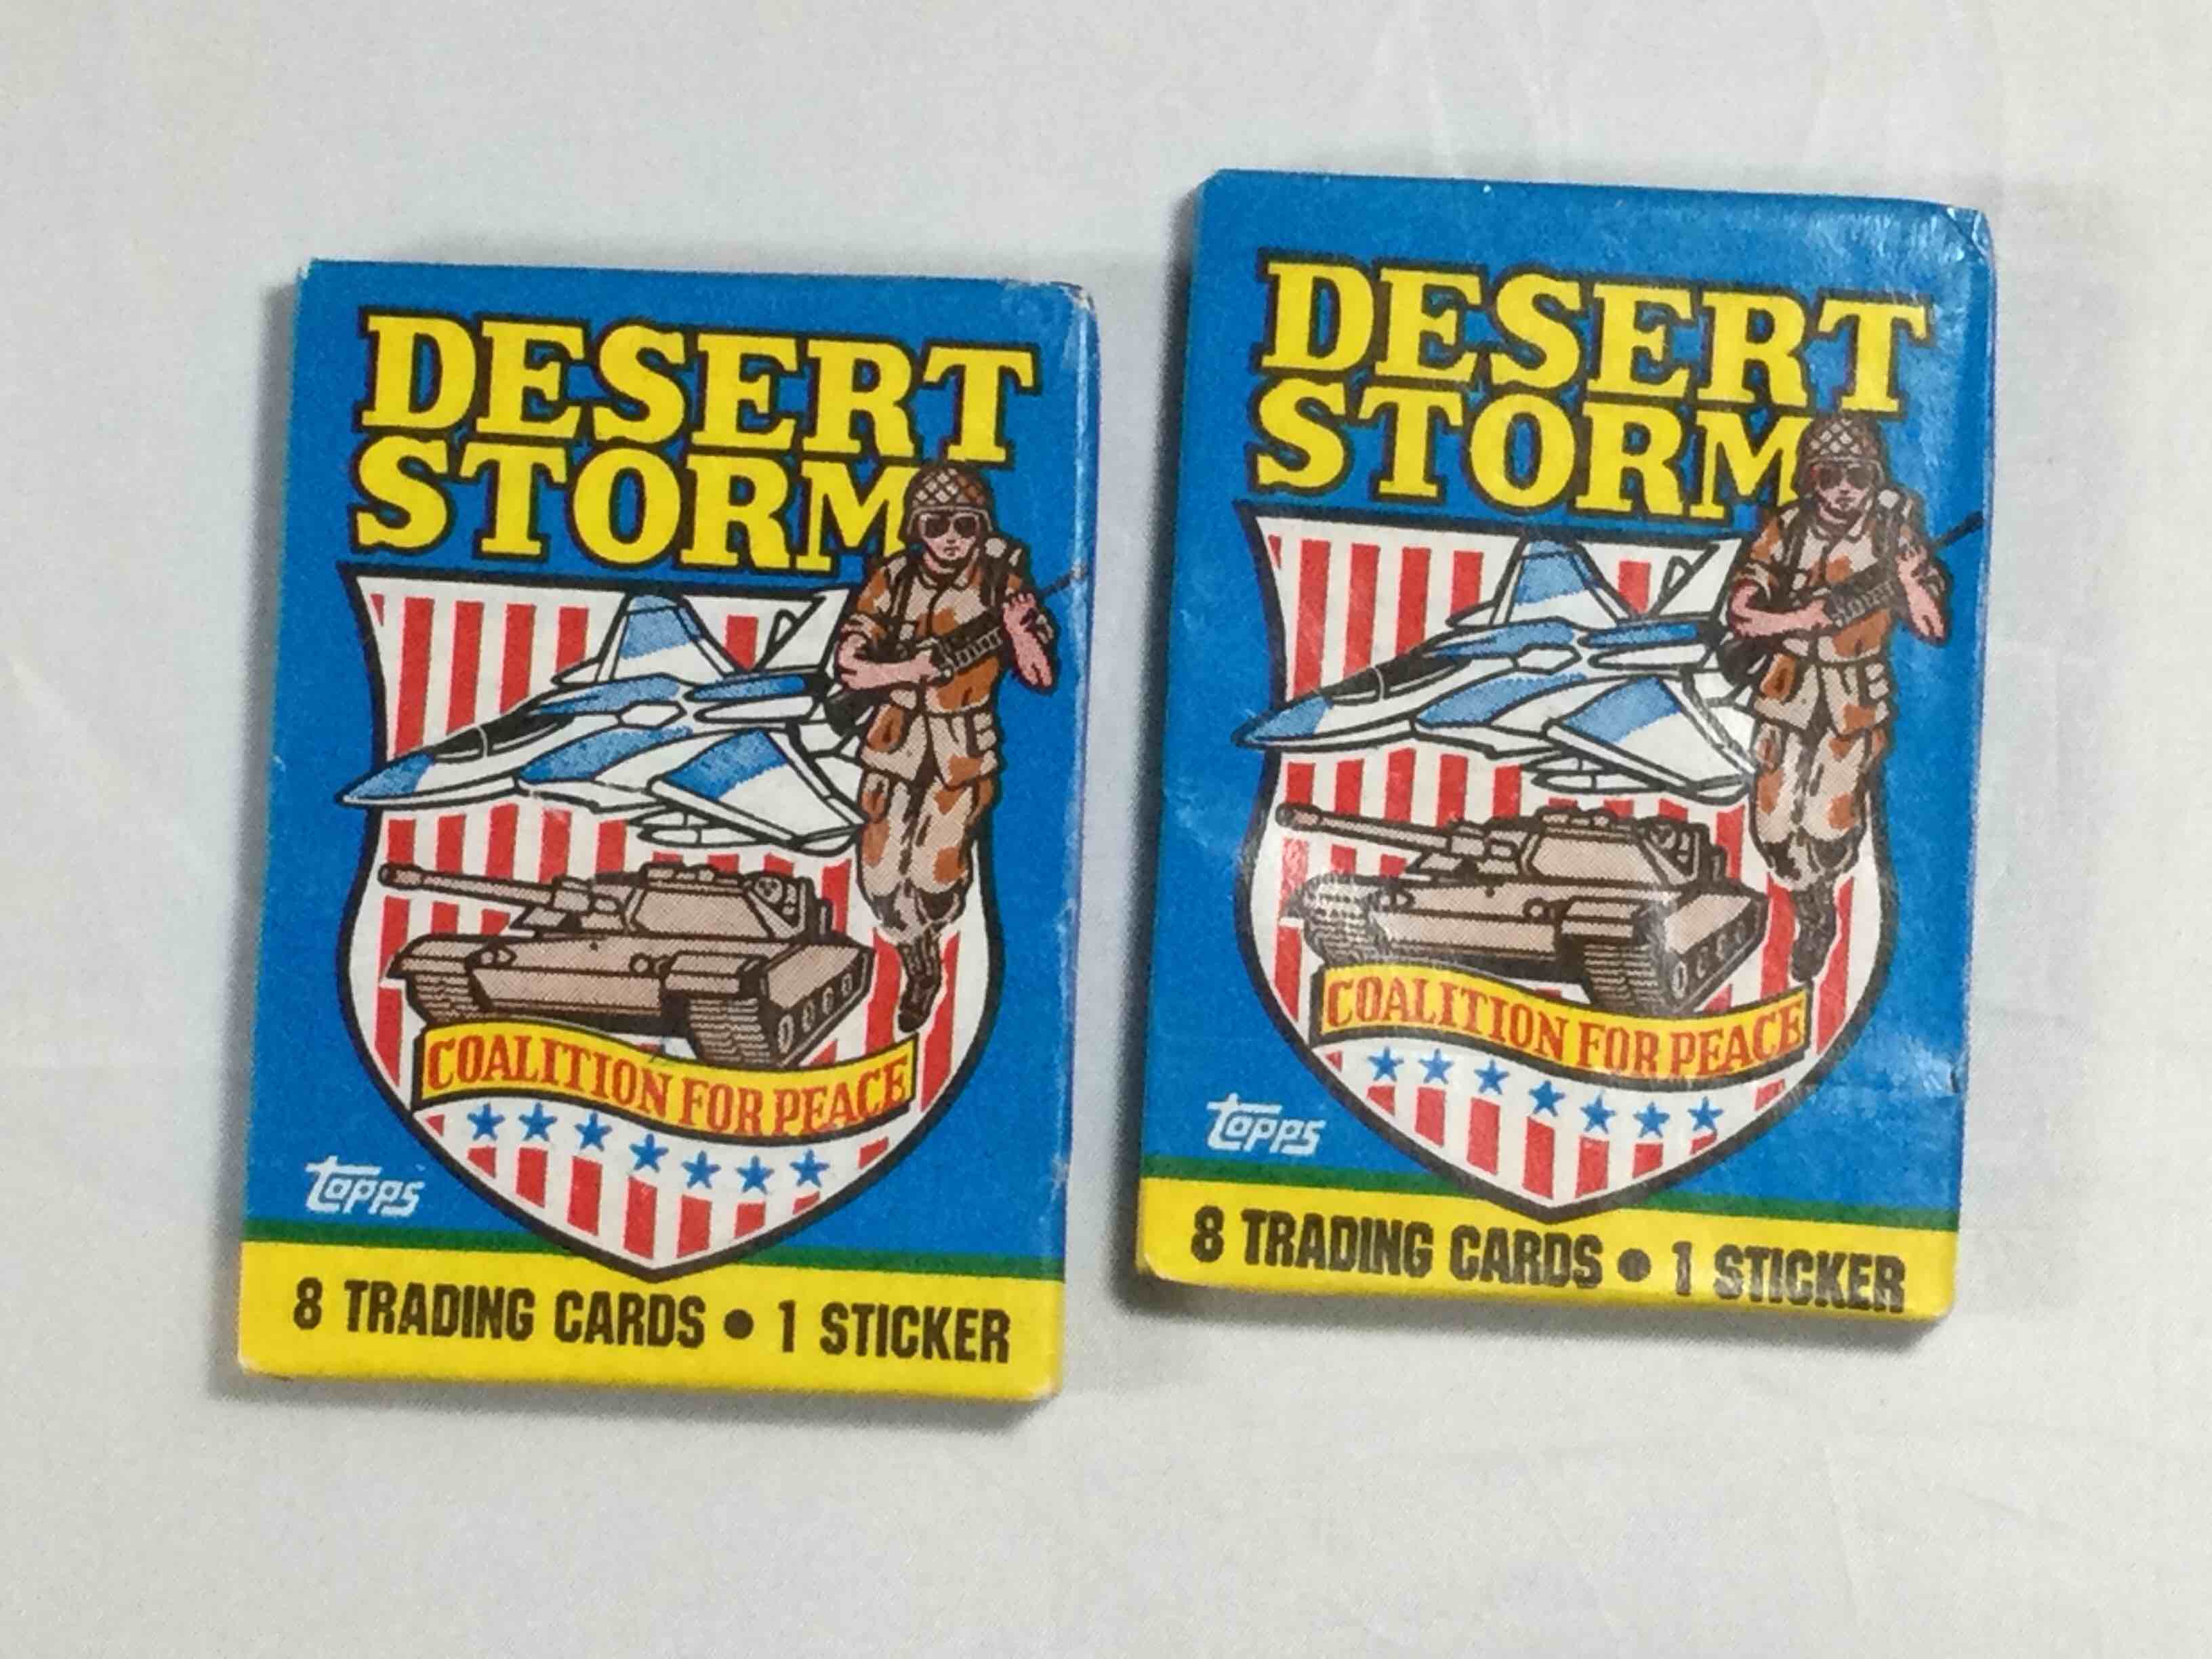 DESERT
STORM
COALITION FOR PEACE
Topps
8 TRADING CARDS • 1 STICKER
DESERT
STORM
COALITION FOR PEACE
Topps
8 TRADING CARDS • 1 STICKER